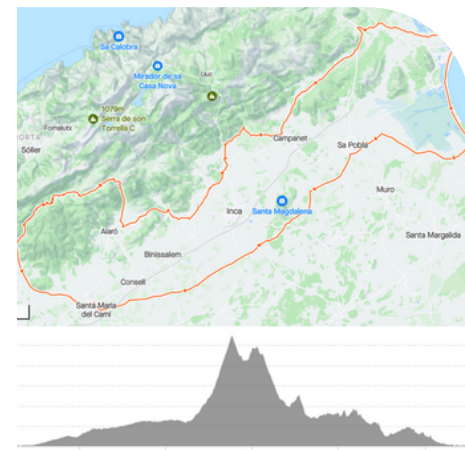 Sa Calobra
Mirador de sa
Casa Nova
Lluc
1079m
Serra de son
Torrella C
Fornalutx
ORTA
Sóller
Campanet
Sa Pobla
Muro
Inca
Santa Magdalena
Santa Margalida
Alaró
Binissalem
Consell
Santa Maria
del Camí